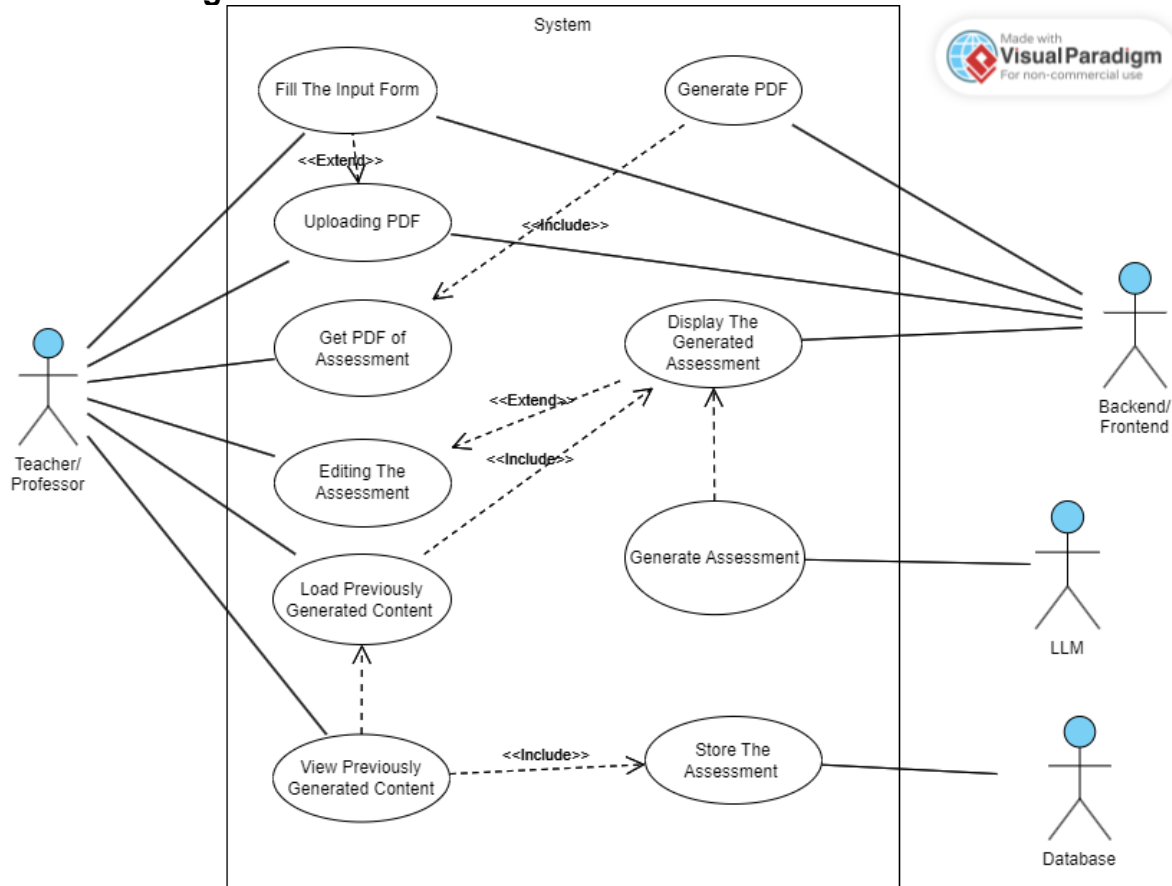 System
Made with
Visual Paradigm
For non-commercial use
Fill The Input Form
Generate PDF
<<Extend>>
Uploading PDF
<<Include>>
Get PDF of
Assessment
Display The
Generated
Assessment
<<Extend>>
<<Include>>
Editing The
Assessment
Teacher/
Professor
Backend/
Frontend
Generate Assessment
Load Previously
Generated Content
LLM
<<Include>>
View Previously
Generated Content
Store The
Assessment
Database